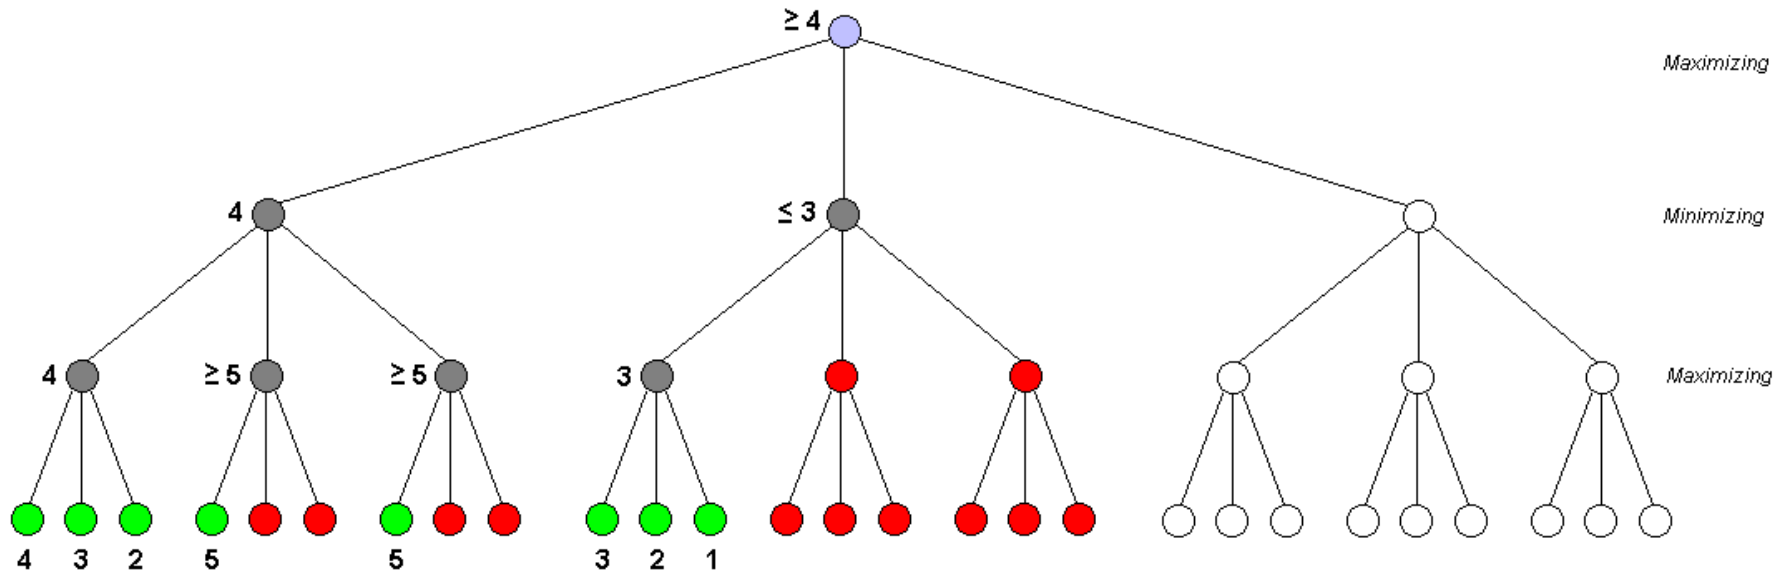 ≥ 4
Maximizing
4
≤ 3
Minimizing
4
≥ 5
≥ 5
3
Maximizing
4 3 2 5 5 3 2 1